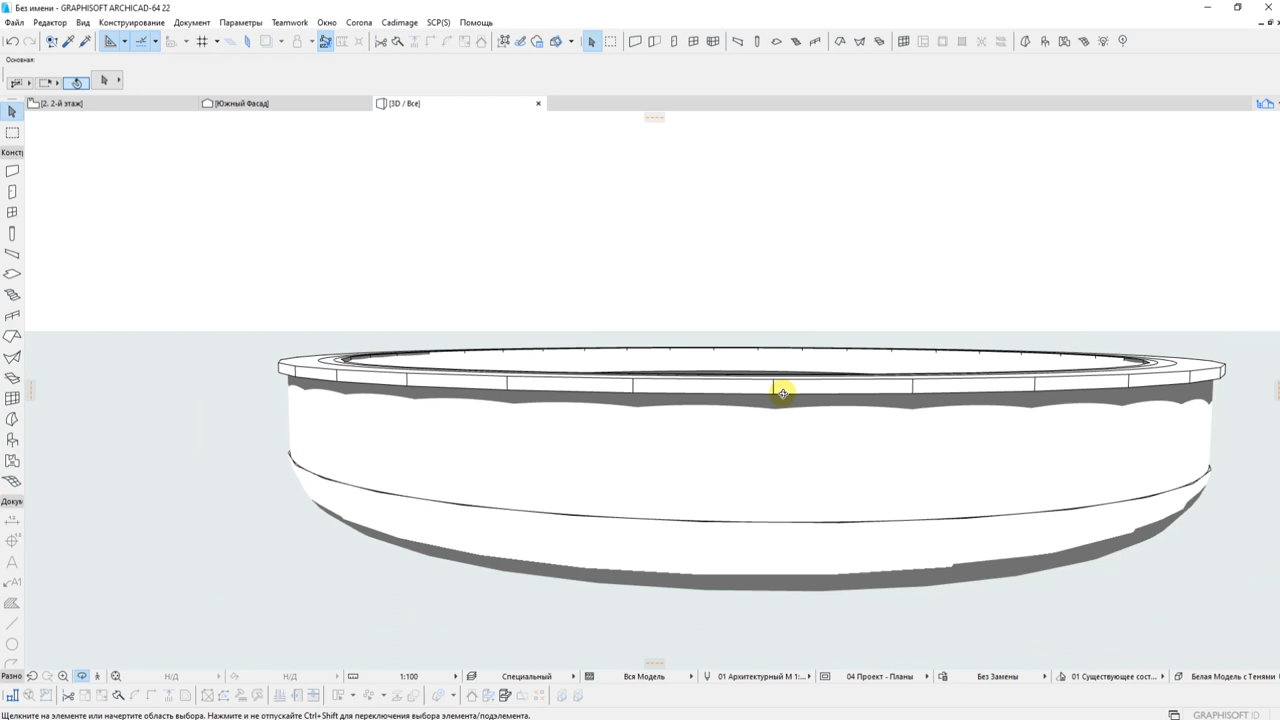 Без имени - GRAPHISOFT ARCHICAD-64 22
Файл Редактор Вид Конструирование Документ Параметры Teamwork Окно Corona Cadimage SCP(S) Помощь
Основная:
[2. 2-й этаж] [Южный Фасад] [3D / Все]
Конст
Докум
A
A1
Разно
Н/Д Н/Д 1:100 Специальный Вся Модель 01 Архитектурный М 1:... 04 Проект - Планы Без Замены 01 Существующее сост... Белая Модель с Тенями
Щелкните на элементе или начертите область выбора. Нажмите и не отпускайте Ctrl+Shift для переключения выбора элемента/подэлемента.
GRAPHISOFT ID